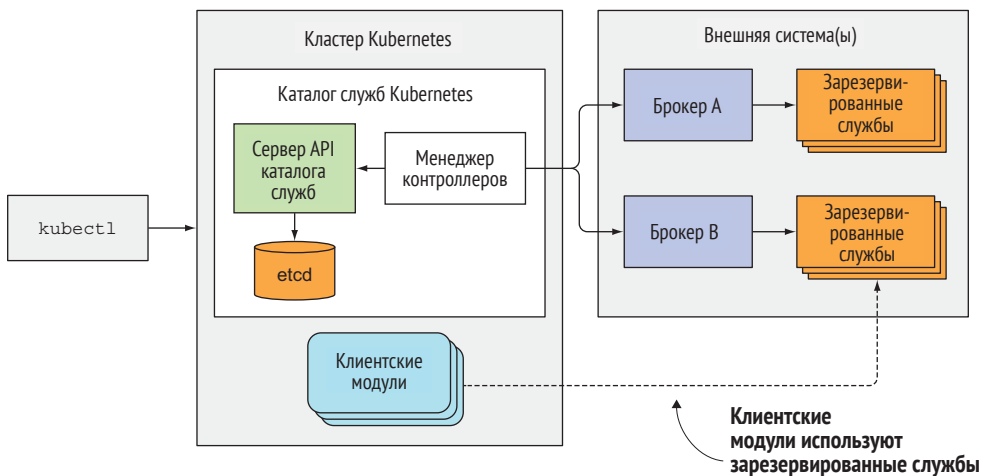 Кластер Kubernetes
Внешняя система(ы)
Каталог служб Kubernetes
Сервер API
каталога
служб
Менеджер
контроллеров
Брокер A
Зарезерви-
рованные
службы
kubectl
Брокер B
Зарезерви-
рованные
службы
etcd
Клиентские
модули
Клиентские
модули используют
зарезервированные службы